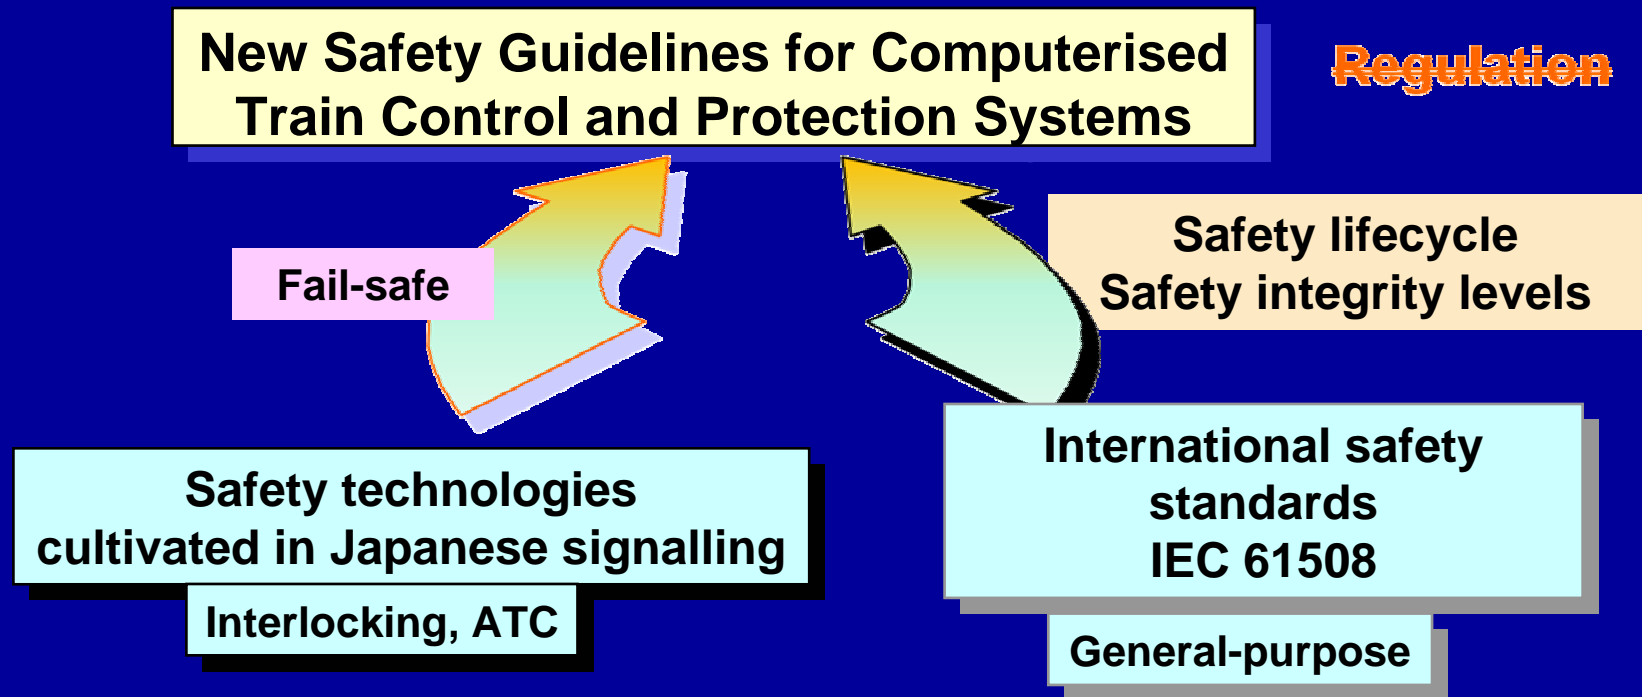 New Safety Guidelines for Computerised
Train Control and Protection Systems
Regulation
Fail-safe
Safety lifecycle
Safety integrity levels
Safety technologies
cultivated in Japanese signalling
Interlocking, ATC
International safety
standards
IEC 61508
General-purpose